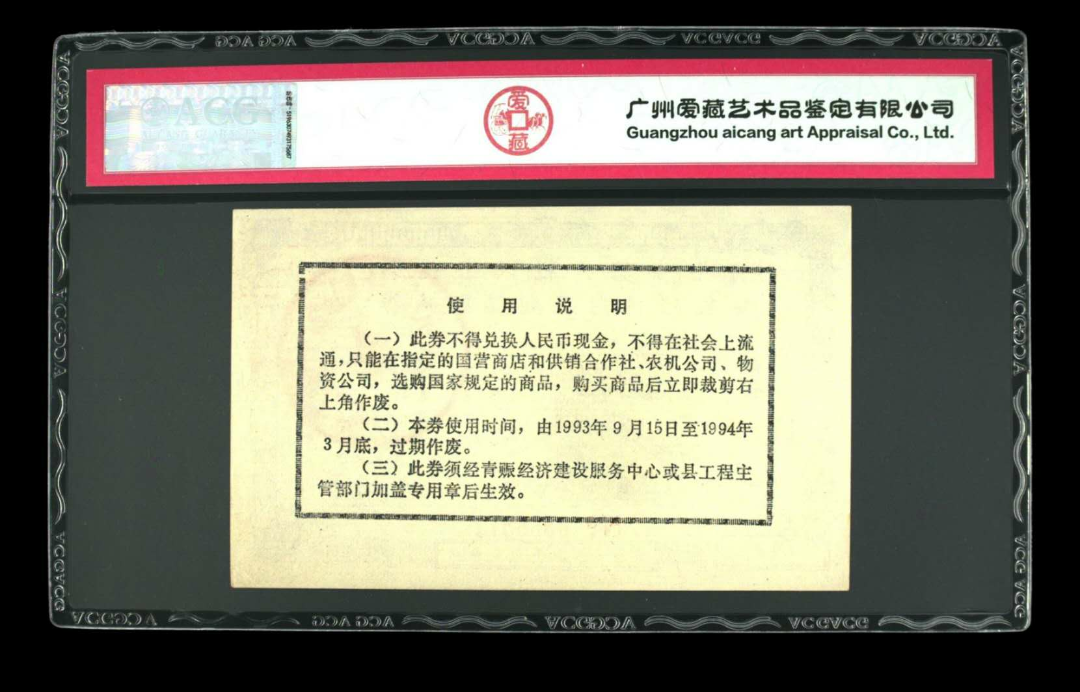 ACG
爱藏
广州爱藏艺术品鉴定有限公司
Guangzhou aicang art Appraisal Co., Ltd.
使用说明
（一）此券不得兑换人民币现金，不得在社会上流
通，只能在指定的国营商店和供销合作社、农机公司、物
资公司，选购国家规定的商品，购买商品后立即裁剪右
上角作废。
（二）本券使用时间，由1993年9月15日至1994年
3月底，过期作废。
（三）此券须经青赈经济建设服务中心或县工程主
管部门加盖专用章后生效。